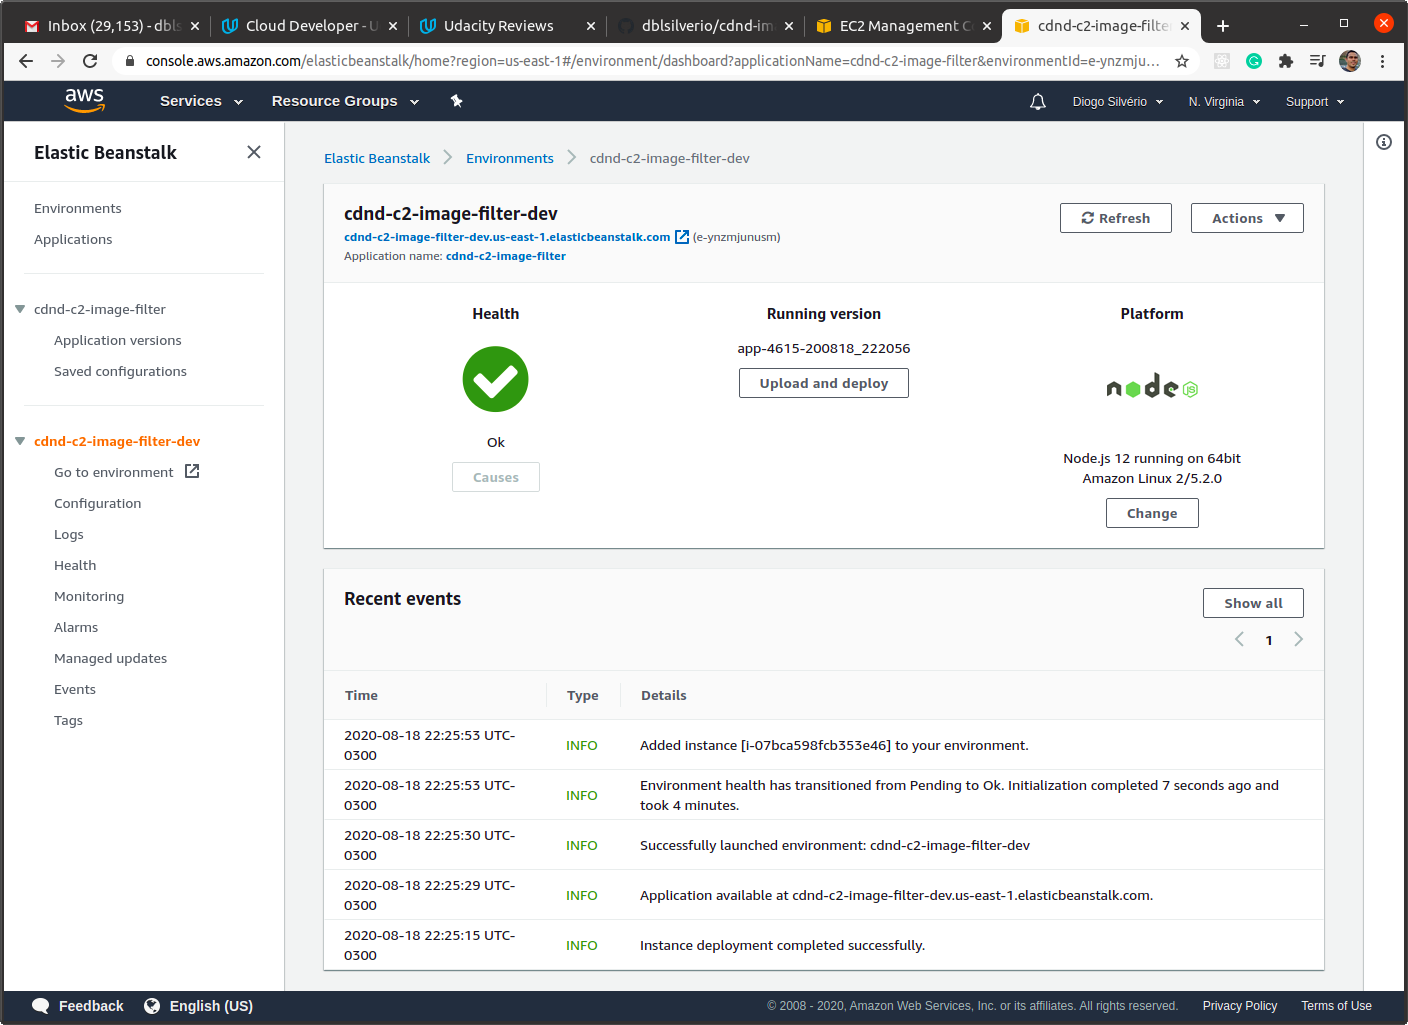 Inbox (29,153) - dbls
Cloud Developer - U
Udacity Reviews
dblsilverio/cdnd-im
EC2 Management C
cdnd-c2-image-filte
console.aws.amazon.com/elasticbeanstalk/home?region=us-east-1#/environment/dashboard?applicationName=cdnd-c2-image-filter&environmentId=e-ynzmju...
aws
Services
Resource Groups
Diogo Silvério
N. Virginia
Support
Elastic Beanstalk
Environments
Applications
cdnd-c2-image-filter
Application versions
Saved configurations
cdnd-c2-image-filter-dev
Go to environment
Configuration
Logs
Health
Monitoring
Alarms
Managed updates
Events
Tags
Elastic Beanstalk > Environments > cdnd-c2-image-filter-dev
cdnd-c2-image-filter-dev
cdnd-c2-image-filter-dev.us-east-1.elasticbeanstalk.com (e-ynzmjunusm)
Application name: cdnd-c2-image-filter
Refresh
Actions
Health
Ok
Causes
Running version
app-4615-200818_222056
Upload and deploy
Platform
node JS
Node.js 12 running on 64bit
Amazon Linux 2/5.2.0
Change
Recent events
Show all
1
Time Type Details
2020-08-18 22:25:53 UTC-
0300
INFO
Added instance [i-07bca598fcb353e46] to your environment.
2020-08-18 22:25:53 UTC-
0300
INFO
Environment health has transitioned from Pending to Ok. Initialization completed 7 seconds ago and
took 4 minutes.
2020-08-18 22:25:30 UTC-
0300
INFO
Successfully launched environment: cdnd-c2-image-filter-dev
2020-08-18 22:25:29 UTC-
0300
INFO
Application available at cdnd-c2-image-filter-dev.us-east-1.elasticbeanstalk.com.
2020-08-18 22:25:15 UTC-
0300
INFO
Instance deployment completed successfully.
Feedback
English (US)
© 2008 - 2020, Amazon Web Services, Inc. or its affiliates. All rights reserved.
Privacy Policy
Terms of Use